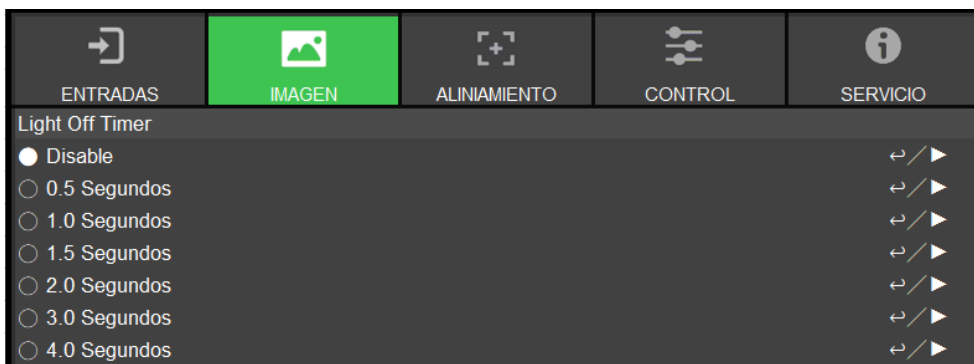 ENTRADAS IMAGEN ALINIAMIENTO CONTROL SERVICIO
Light Off Timer
Disable
0.5 Segundos
1.0 Segundos
1.5 Segundos
2.0 Segundos
3.0 Segundos
4.0 Segundos